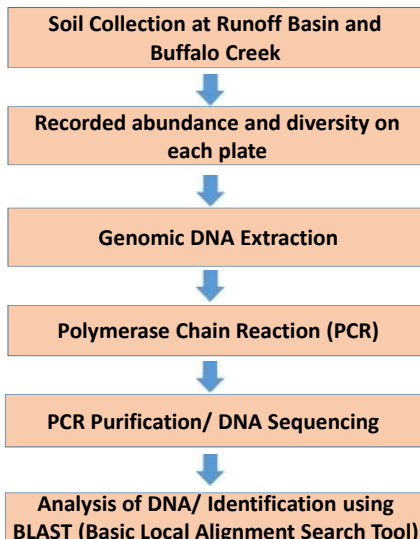 Soil Collection at Runoff Basin and
Buffalo Creek
Recorded abundance and diversity on
each plate
Genomic DNA Extraction
Polymerase Chain Reaction (PCR)
PCR Purification/ DNA Sequencing
Analysis of DNA/ Identification using
BLAST (Basic Local Alignment Search Tool)